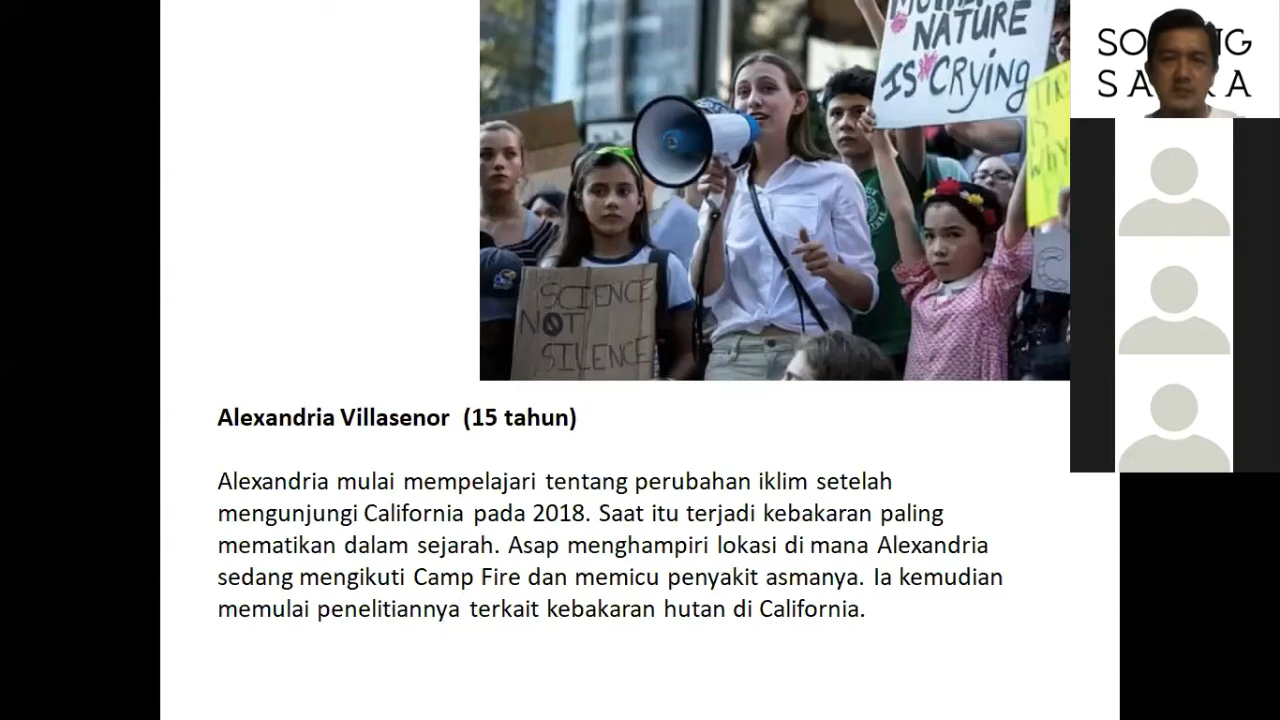 NATURE
IS CRYING
SCIENCE
NOT
SILENCE
IS
WHY
Alexandria Villasenor (15 tahun)
Alexandria mulai mempelajari tentang perubahan iklim setelah
mengunjungi California pada 2018. Saat itu terjadi kebakaran paling
mematikan dalam sejarah. Asap menghampiri lokasi di mana Alexandria
sedang mengikuti Camp Fire dan memicu penyakit asmanya. Ia kemudian
memulai penelitiannya terkait kebakaran hutan di California.